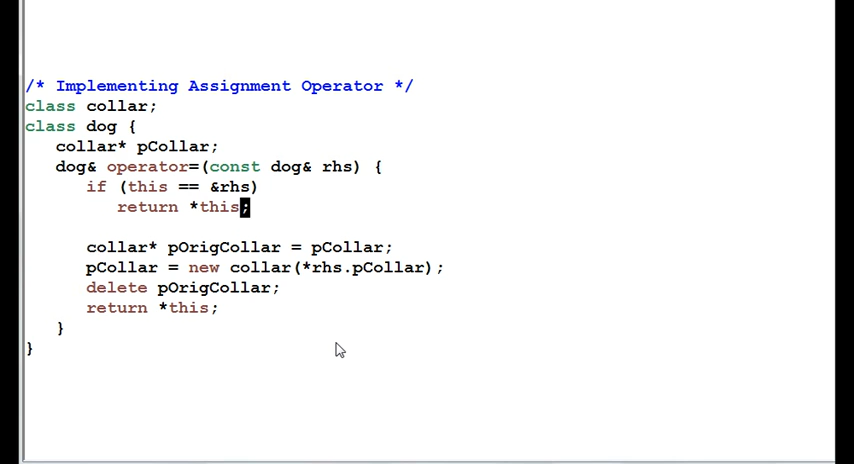 /* Implementing Assignment Operator */
class collar;
class dog {
collar* pCollar;
dog& operator=(const dog& rhs) {
if (this == &rhs)
return *this;
collar* pOrigCollar = pCollar;
pCollar = new collar(*rhs.pCollar);
delete pOrigCollar;
return *this;
}
}